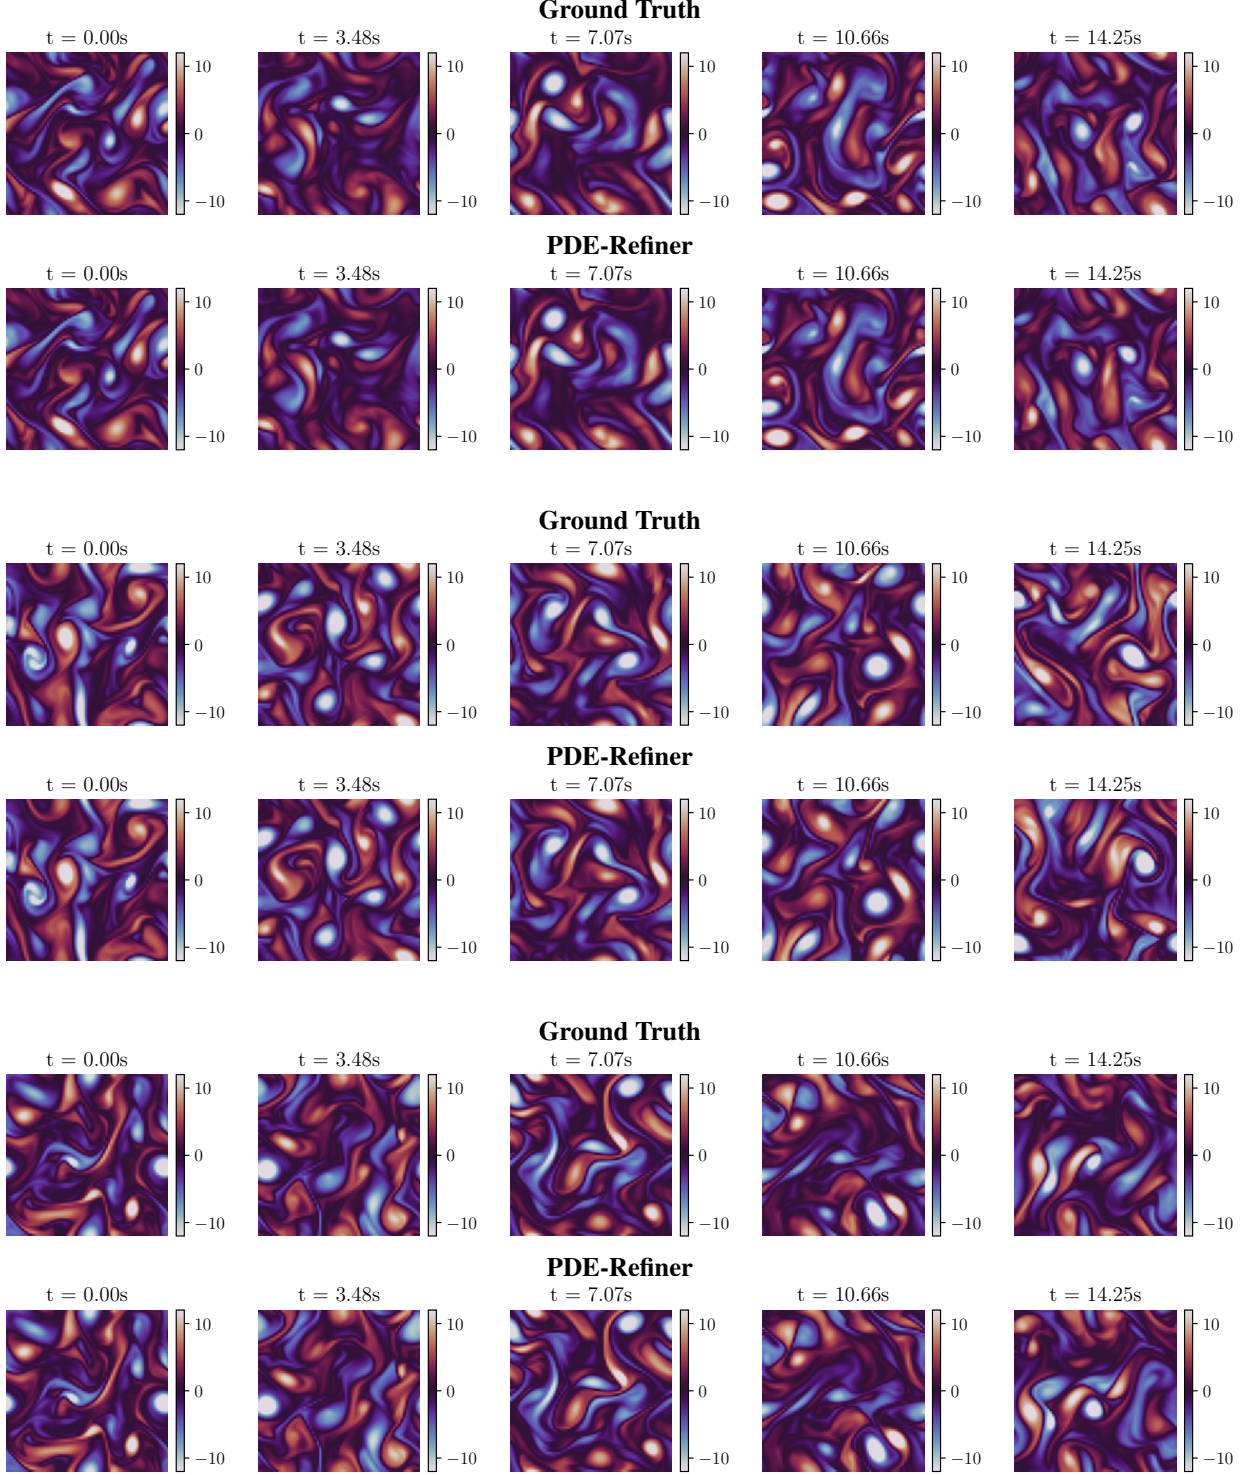 Ground Truth
t = 0.00s t = 3.48s t = 7.07s t = 10.66s t = 14.25s
10 10 10 10 10
0 0 0 0 0
−10 −10 −10 −10 −10
PDE-Refiner
t = 0.00s t = 3.48s t = 7.07s t = 10.66s t = 14.25s
10 10 10 10 10
0 0 0 0 0
−10 −10 −10 −10 −10
Ground Truth
t = 0.00s t = 3.48s t = 7.07s t = 10.66s t = 14.25s
10 10 10 10 10
0 0 0 0 0
−10 −10 −10 −10 −10
PDE-Refiner
t = 0.00s t = 3.48s t = 7.07s t = 10.66s t = 14.25s
10 10 10 10 10
0 0 0 0 0
−10 −10 −10 −10 −10
Ground Truth
t = 0.00s t = 3.48s t = 7.07s t = 10.66s t = 14.25s
10 10 10 10 10
0 0 0 0 0
−10 −10 −10 −10 −10
PDE-Refiner
t = 0.00s t = 3.48s t = 7.07s t = 10.66s t = 14.25s
10 10 10 10 10
0 0 0 0 0
−10 −10 −10 −10 −10